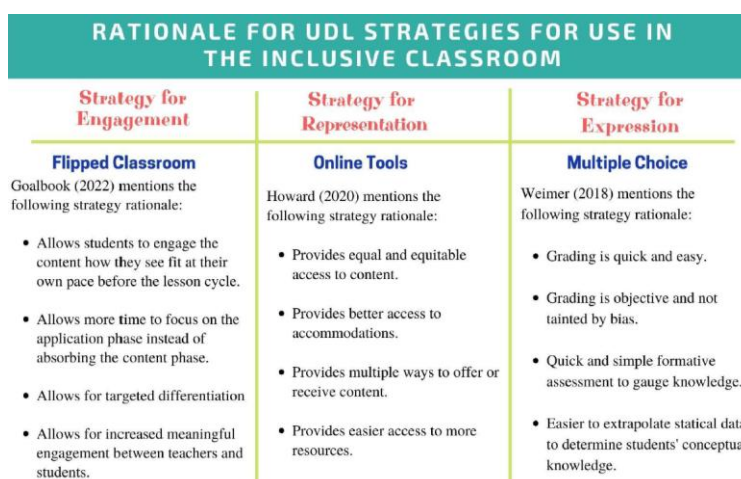 RATIONALE FOR UDL STRATEGIES FOR USE IN
THE INCLUSIVE CLASSROOM
Strategy for
Engagement
Flipped Classroom
Goalbook (2022) mentions the
following strategy rationale:
• Allows students to engage the
content how they see fit at their
own pace before the lesson cycle.
• Allows more time to focus on the
application phase instead of
absorbing the content phase.
• Allows for targeted differentiation
• Allows for increased meaningful
engagement between teachers and
students.
Strategy for
Representation
Online Tools
Howard (2020) mentions the
following strategy rationale:
• Provides equal and equitable
access to content.
• Provides better access to
accommodations.
• Provides multiple ways to offer or
receive content.
• Provides easier access to more
resources.
Strategy for
Expression
Multiple Choice
Weimer (2018) mentions the
following strategy rationale:
• Grading is quick and easy.
• Grading is objective and not
tainted by bias.
• Quick and simple formative
assessment to gauge knowledge.
• Easier to extrapolate statical data
to determine students' conceptua
knowledge.